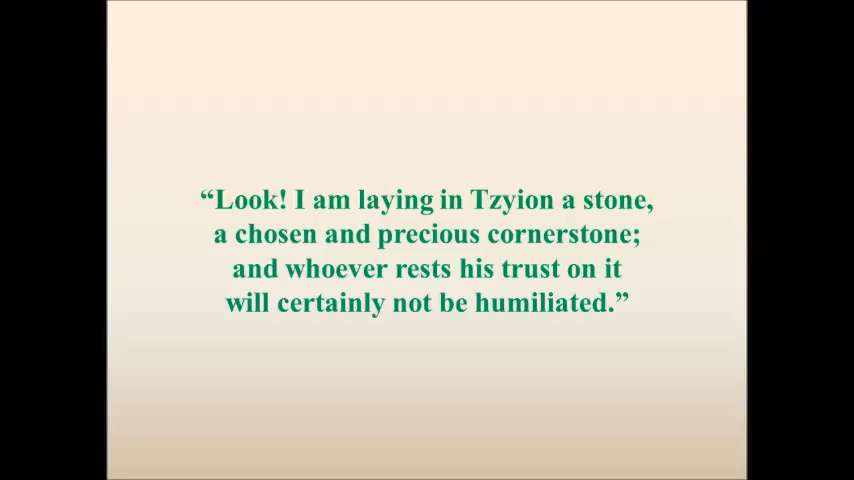 “Look! I am laying in Tzyion a stone,
a chosen and precious cornerstone;
and whoever rests his trust on it
will certainly not be humiliated.”